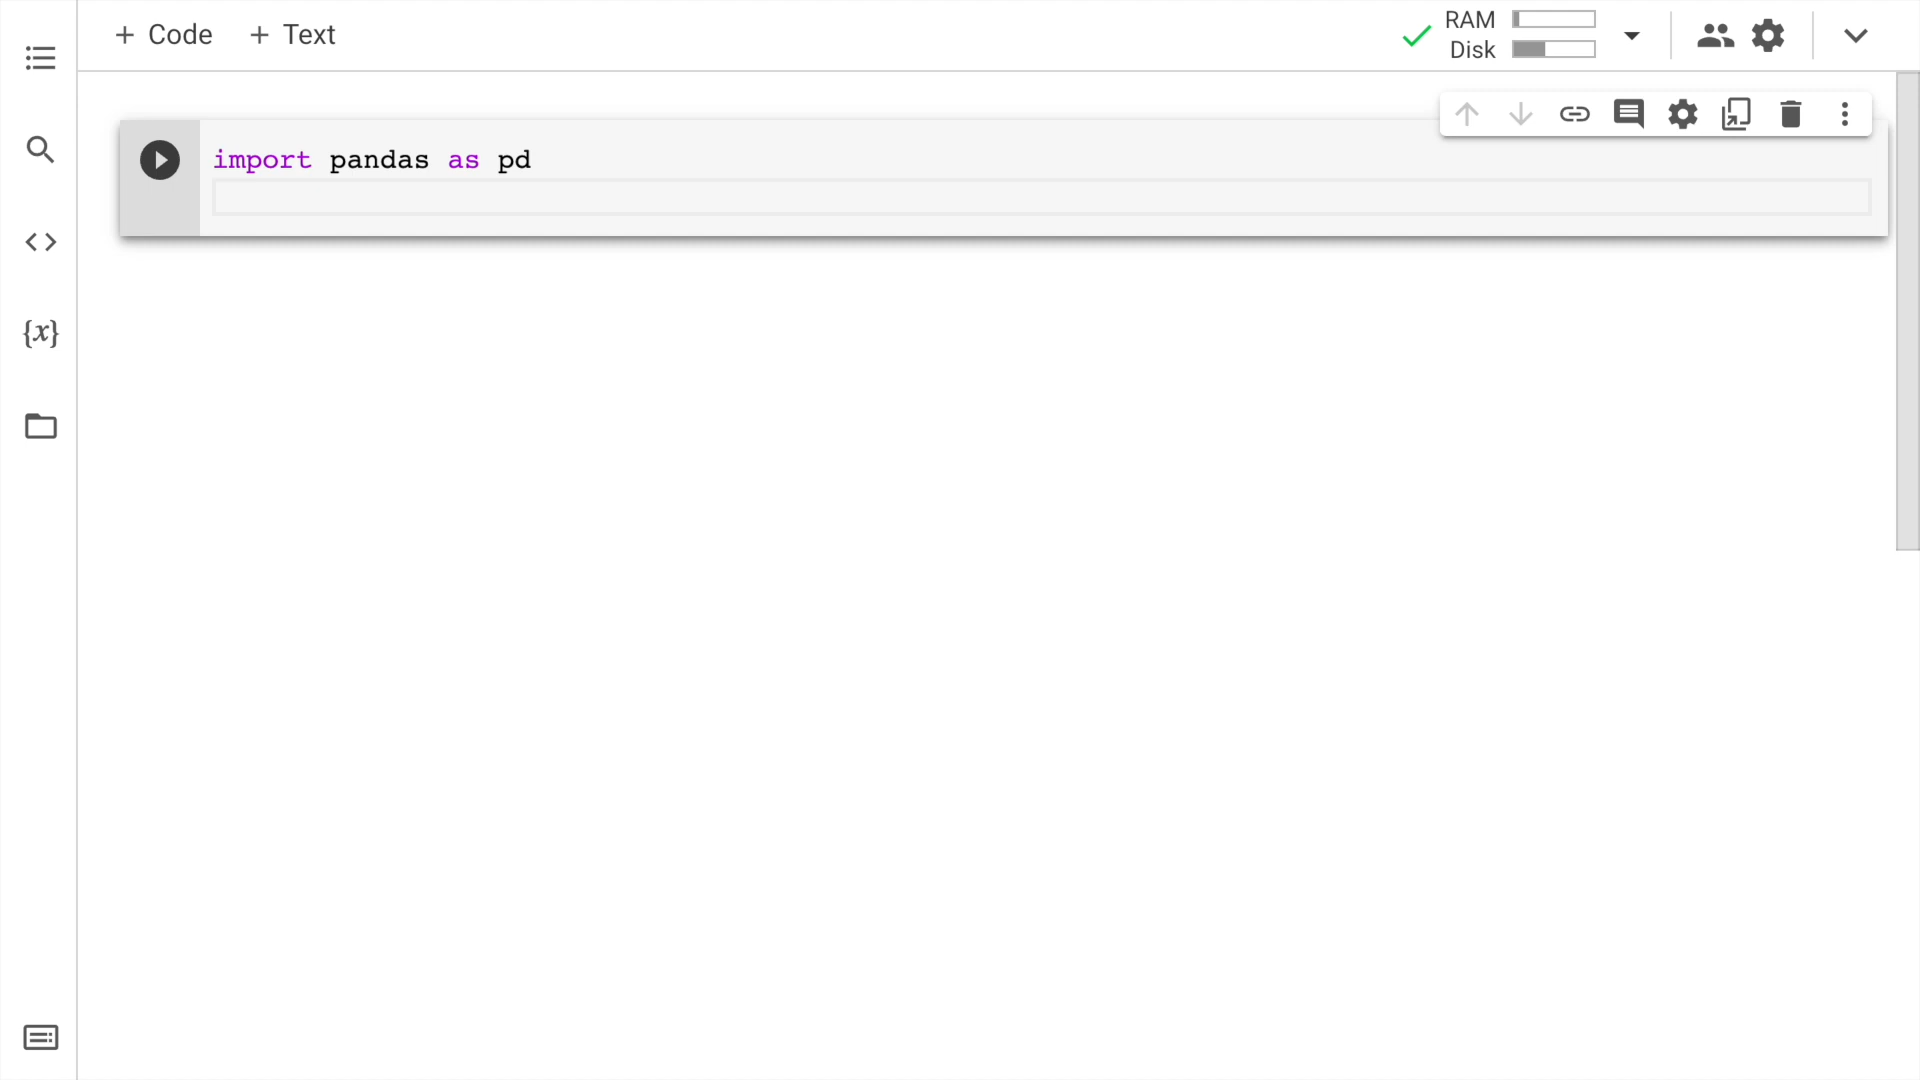 + Code + Text
RAM
Disk
import pandas as pd
{x}